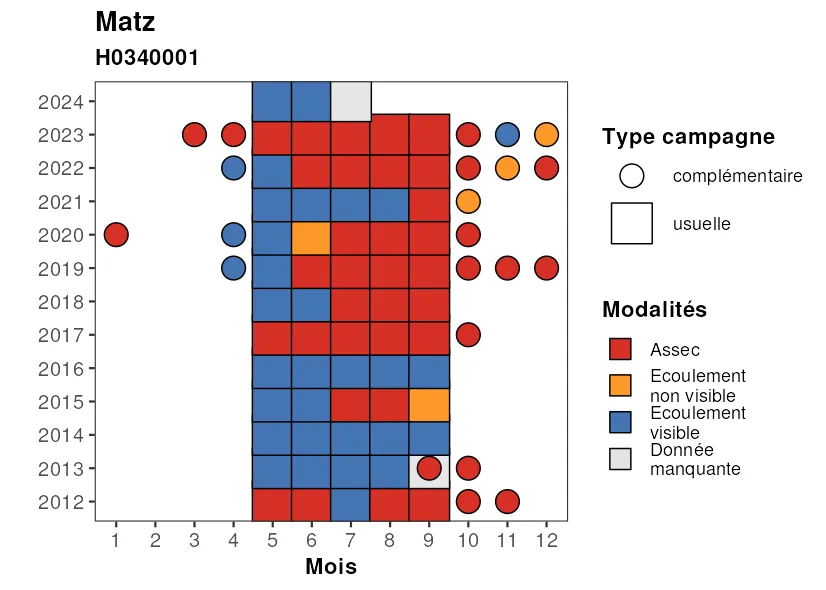 Matz
H0340001
2024
2023
2022
2021
2020
2019
2018
2017
2016
2015
2014
2013
2012
1 2 3 4 5 6 7 8 9 10 11 12
Mois
Type campagne
complémentaire
usuelle
Modalités
Assec
Ecoulement
non visible
Ecoulement
visible
Donnée
manquante